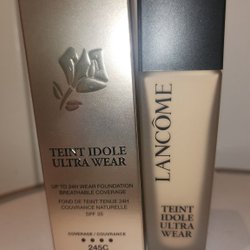 TEINT IDOLE
ULTRA WEAR
UP TO 24H WEAR FOUNDATION
BREATHABLE COVERAGE
FOND DE TEINT TENUE 24H
COUVRANCE NATURELLE
SPF 35
COVERAGE / COUVRANCE
245C
LANCÔME
TEINT
IDOLE
ULTRA
WEAR